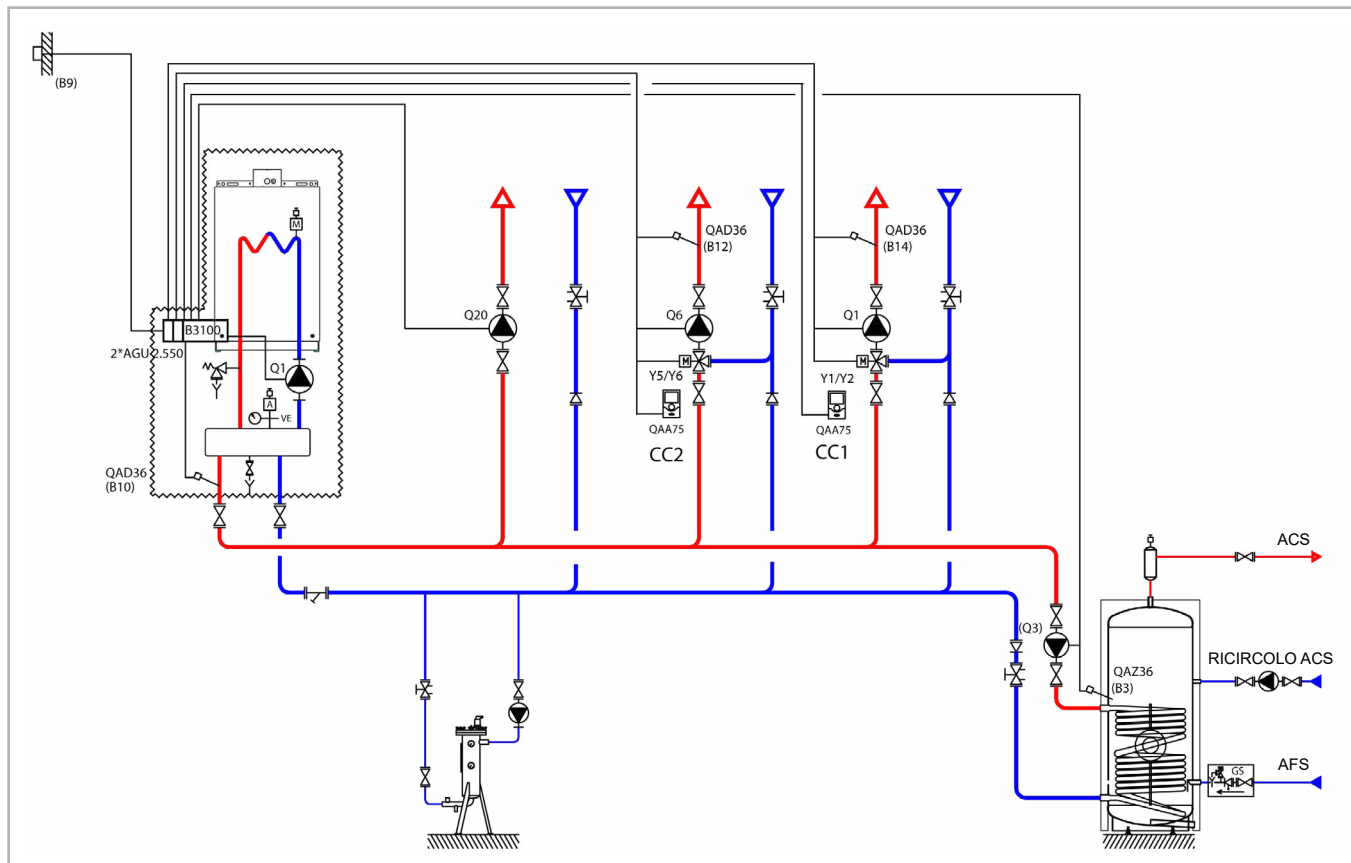 (B9)
QAD36
(B12)
QAD36
(B14)
Q20
Q6
Q1
B3100
2*AGU 2.550
M
Q1
A
VE
M
M
Y5/Y6
Y1/Y2
QAA75
QAA75
CC2
CC1
QAD36
(B10)
ACS
(Q3)
RICIRCOLO ACS
QAZ36
(B3)
AFS
GS